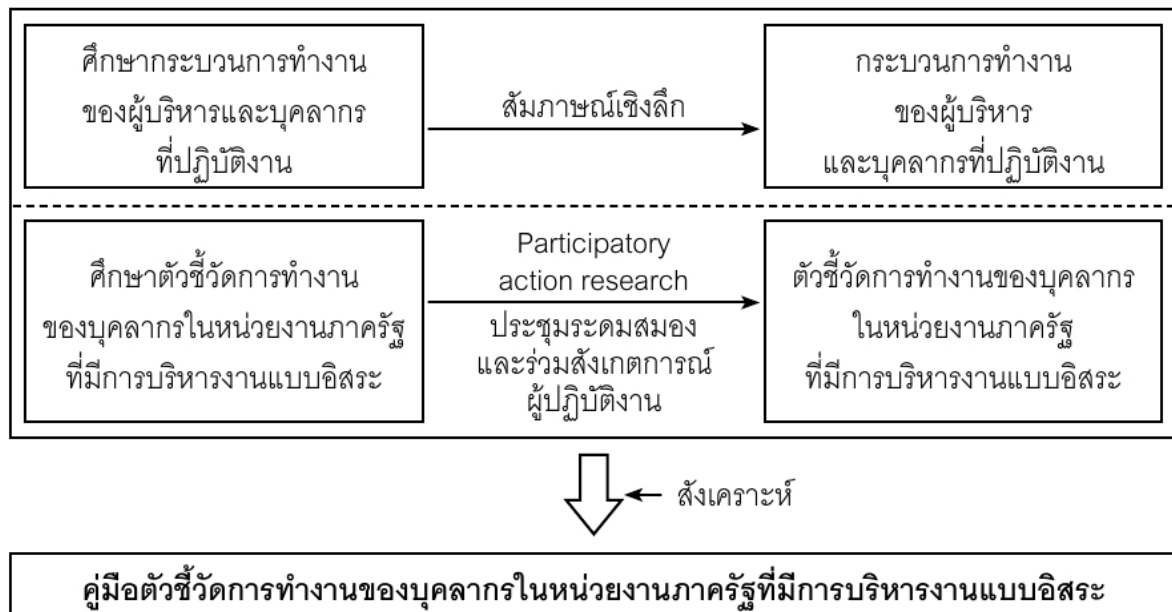 ศึกษากระบวนการทำงาน
ของผู้บริหารและบุคลากร
ที่ปฏิบัติงาน
สัมภาษณ์เชิงลึก
กระบวนการทำงาน
ของผู้บริหาร
และบุคลากรที่ปฏิบัติงาน
ศึกษาตัวชี้วัดการทำงาน
ของบุคลากรในหน่วยงานภาครัฐ
ที่มีการบริหารงานแบบอิสระ
Participatory
action research
ประชุมระดมสมอง
และร่วมสังเกตการณ์
ผู้ปฏิบัติงาน
ตัวชี้วัดการทำงานของบุคลากร
ในหน่วยงานภาครัฐ
ที่มีการบริหารงานแบบอิสระ
สังเคราะห์
คู่มือตัวชี้วัดการทำงานของบุคลากรในหน่วยงานภาครัฐที่มีการบริหารงานแบบอิสระ